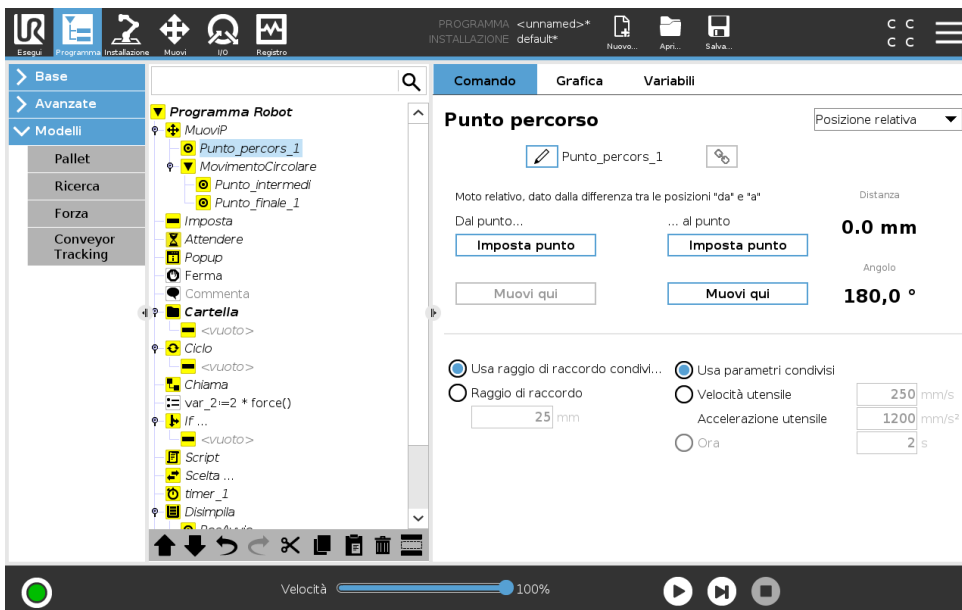 UR
PROGRAMMA <unnamed>*
INSTALLAZIONE default*
C C
C C
Esegui Programma Installazione Muovi I/O Registro Nuovo... Apri... Salva...
Base
Avanzate
Modelli
Pallet
Ricerca
Forza
Conveyor
Tracking
Programma Robot
MuoviP
Punto_percors_1
MovimentoCircolare
Punto_intermedi
Punto_finale_1
Imposta
Attendere
Popup
Ferma
Commenta
Cartella
<vuoto>
Ciclo
<vuoto>
Chiama
var_2:=2 * force()
If ...
<vuoto>
Script
Scelta ...
timer_1
Disimpila
Comando Grafica Variabili
Punto percorso
Posizione relativa
Punto_percors_1
Moto relativo, dato dalla differenza tra le posizioni "da" e "a"
Distanza
Dal punto... ... al punto
0.0 mm
Imposta punto Imposta punto
Angolo
Muovi qui Muovi qui
180,0 °
Usa raggio di raccordo condivi... Usa parametri condivisi
Raggio di raccordo Velocità utensile 250 mm/s
25 mm Accelerazione utensile 1200 mm/s²
Ora 2 s
Velocità 100%